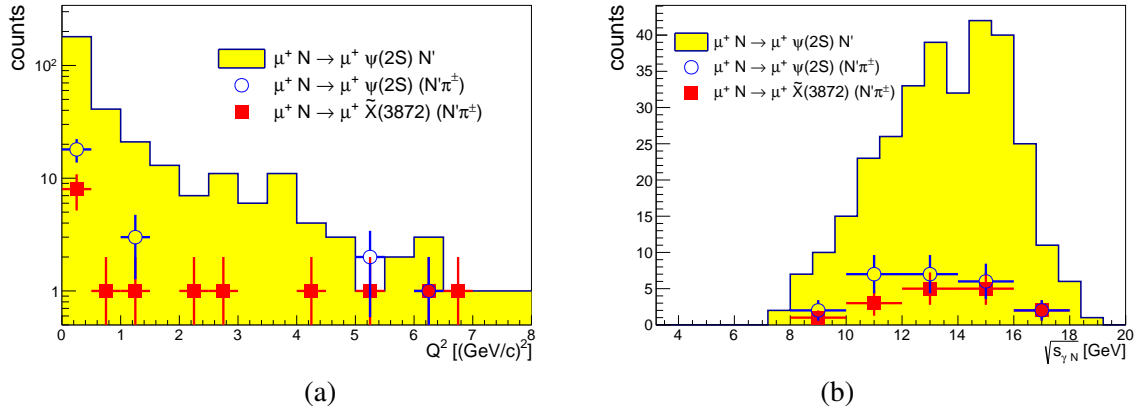 counts
10²
10
1
μ⁺ N → μ⁺ ψ(2S) N'
μ⁺ N → μ⁺ ψ(2S) (N'π±)
μ⁺ N → μ⁺ X̃(3872) (N'π±)
0 1 2 3 4 5 6 7 8
Q² [(GeV/c)²]
(a)
counts
40
35
30
25
20
15
10
5
0
μ⁺ N → μ⁺ ψ(2S) N'
μ⁺ N → μ⁺ ψ(2S) (N'π±)
μ⁺ N → μ⁺ X̃(3872) (N'π±)
4 6 8 10 12 14 16 18 20
√s_γN [GeV]
(b)